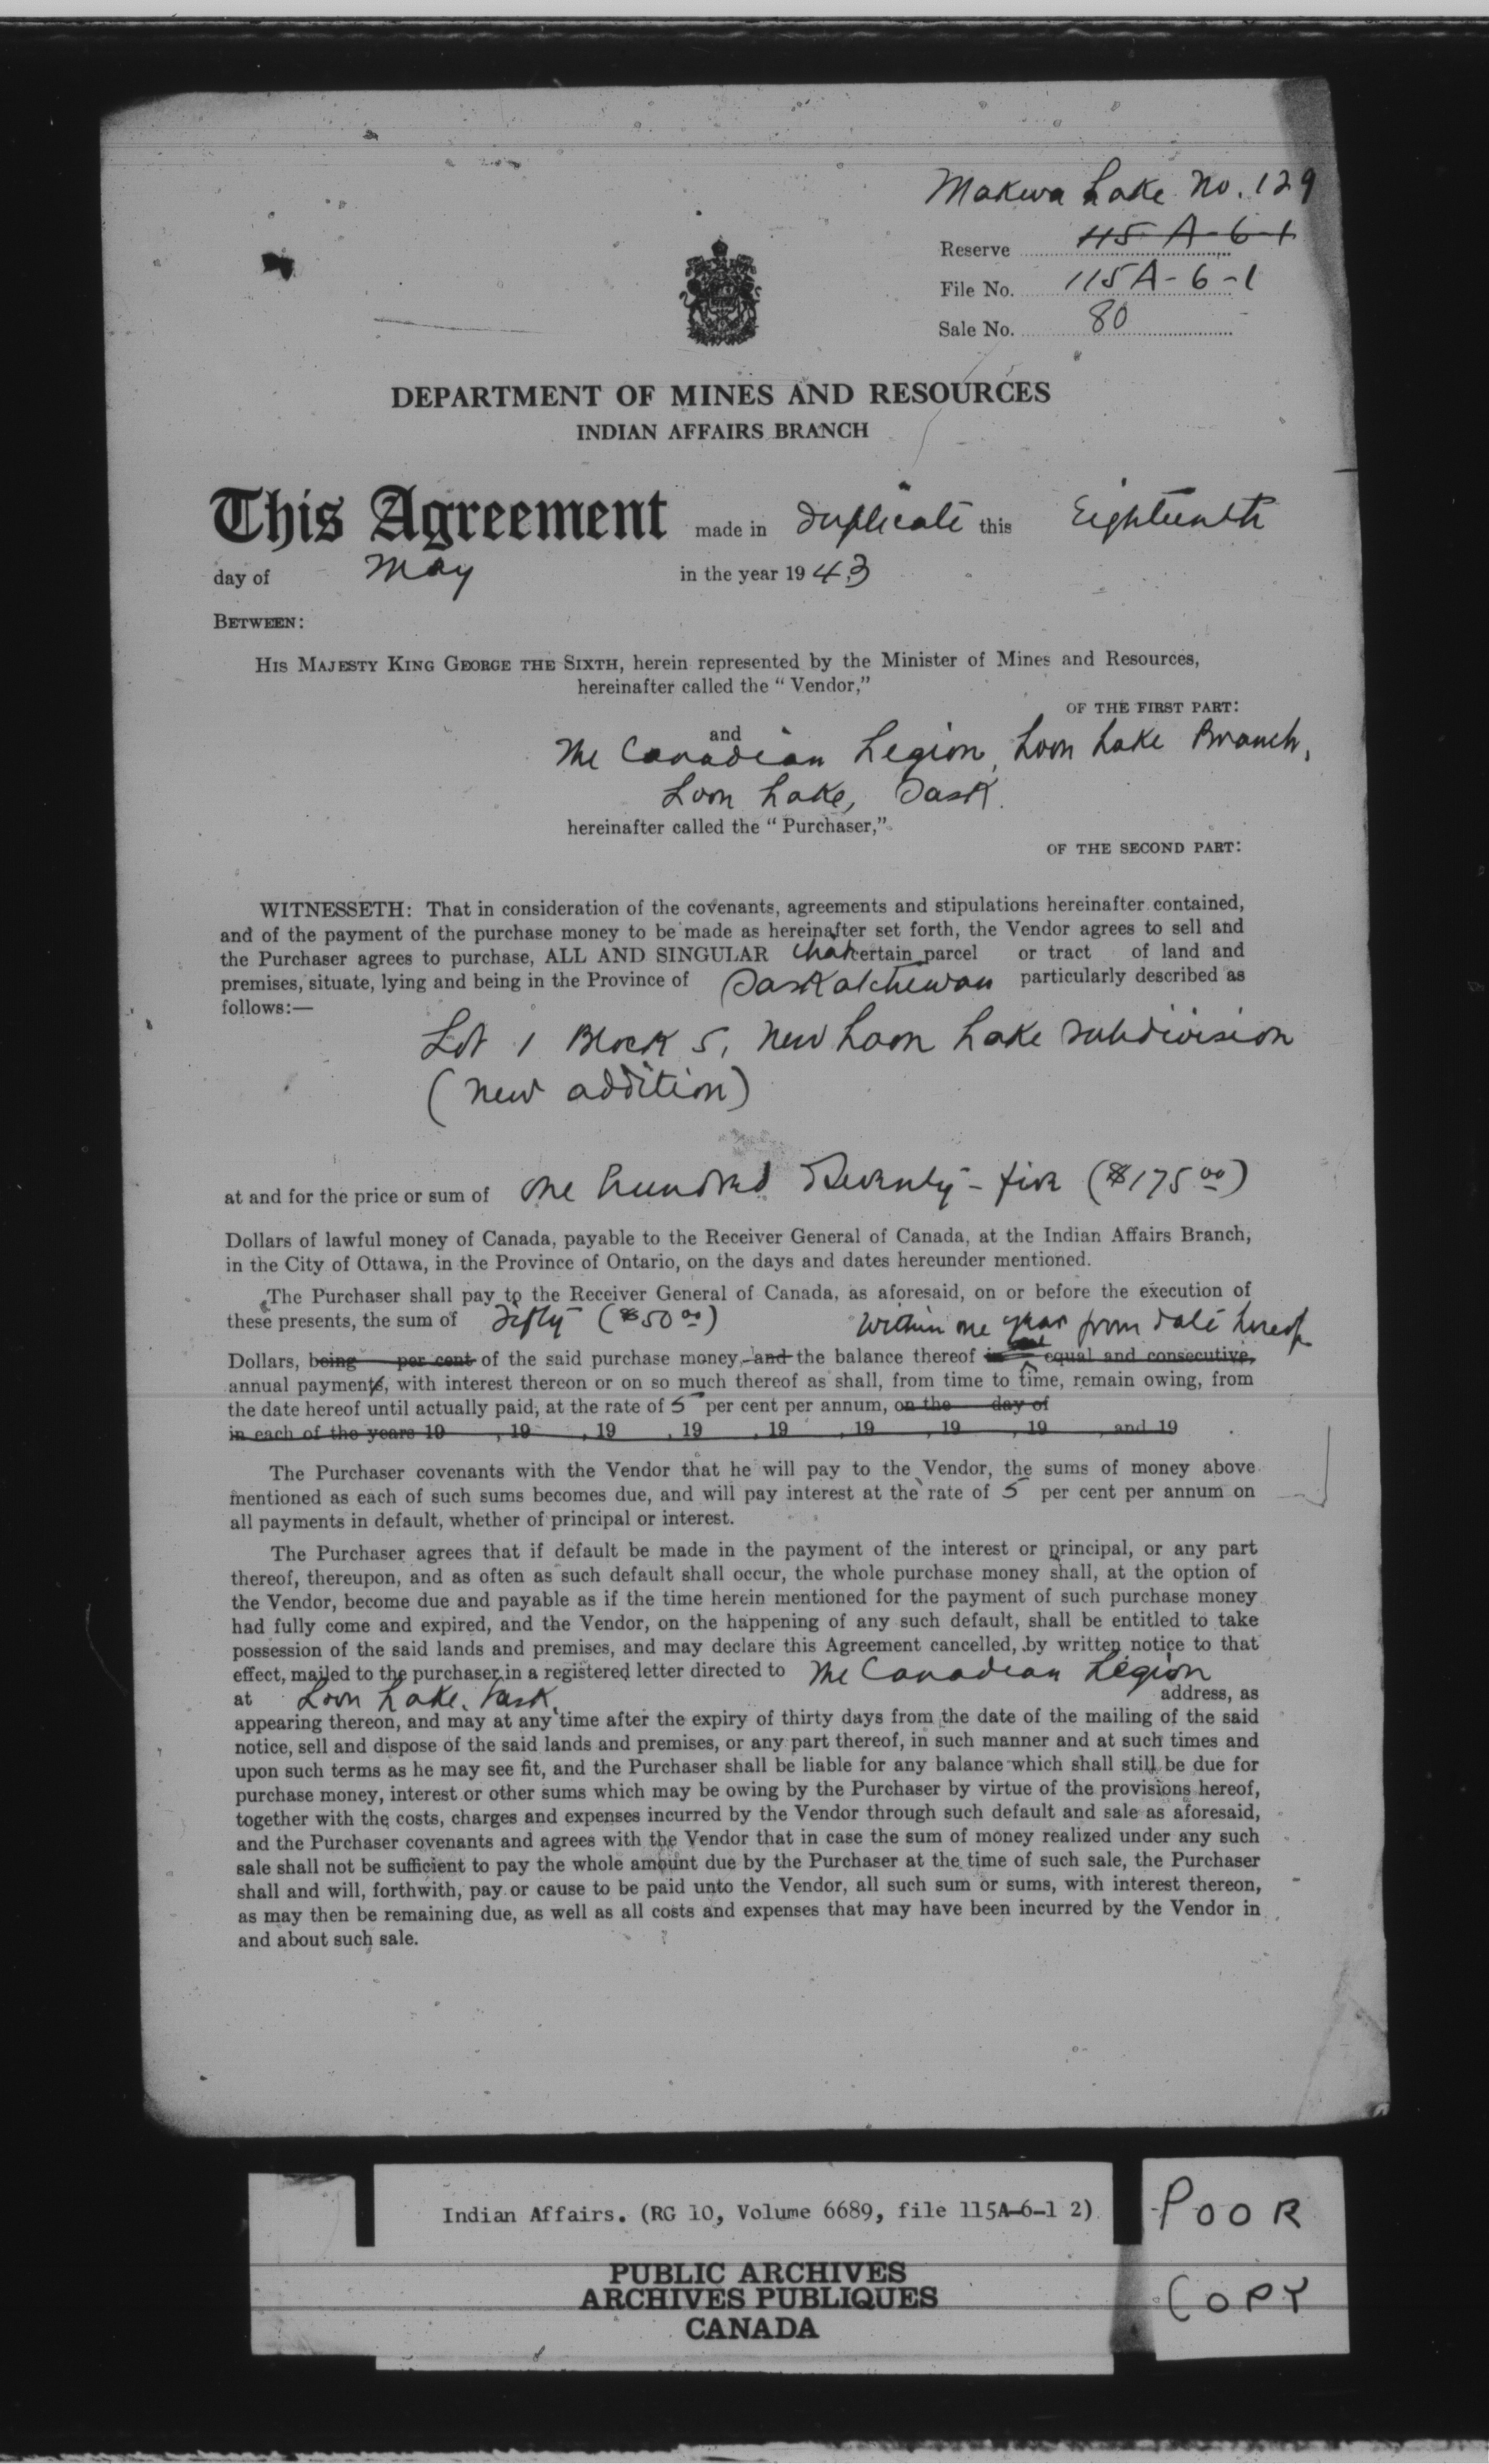 Makwa Lake No. 129
Reserve 115 A-6-1
File No. 115A-6-1
Sale No. 80
DEPARTMENT OF MINES AND RESOURCES
INDIAN AFFAIRS BRANCH
This Agreement made in duplicate this Eighteenth
day of May in the year 1943
BETWEEN:
HIS MAJESTY KING GEORGE THE SIXTH, herein represented by the Minister of Mines and Resources,
hereinafter called the "Vendor,"
OF THE FIRST PART:
and
The Canadian Legion, Loon Lake Branch,
Loon Lake, Sask.
hereinafter called the "Purchaser,"
OF THE SECOND PART:
WITNESSETH: That in consideration of the covenants, agreements and stipulations hereinafter contained,
and of the payment of the purchase money to be made as hereinafter set forth, the Vendor agrees to sell and
the Purchaser agrees to purchase, ALL AND SINGULAR that certain parcel or tract of land and
premises, situate, lying and being in the Province of Saskatchewan particularly described as
follows:—
Lot 1 Block 5, New Loon Lake subdivision
(new addition)
at and for the price or sum of One hundred Seventy-five ($175.00)
Dollars of lawful money of Canada, payable to the Receiver General of Canada, at the Indian Affairs Branch,
in the City of Ottawa, in the Province of Ontario, on the days and dates hereunder mentioned.
The Purchaser shall pay to the Receiver General of Canada, as aforesaid, on or before the execution of
these presents, the sum of Fifty ($50.00) within one year from date hereof
Dollars, being per cent of the said purchase money, and the balance thereof in equal and consecutive,
annual payments, with interest thereon or on so much thereof as shall, from time to time, remain owing, from
the date hereof until actually paid, at the rate of 5 per cent per annum, on the day of
in each of the years 19 , 19 , 19 , 19 , 19 , 19 , 19 , 19 , and 19 .
The Purchaser covenants with the Vendor that he will pay to the Vendor, the sums of money above
mentioned as each of such sums becomes due, and will pay interest at the rate of 5 per cent per annum on
all payments in default, whether of principal or interest.
The Purchaser agrees that if default be made in the payment of the interest or principal, or any part
thereof, thereupon, and as often as such default shall occur, the whole purchase money shall, at the option of
the Vendor, become due and payable as if the time herein mentioned for the payment of such purchase money
had fully come and expired, and the Vendor, on the happening of any such default, shall be entitled to take
possession of the said lands and premises, and may declare this Agreement cancelled, by written notice to that
effect, mailed to the purchaser in a registered letter directed to The Canadian Legion
at Loon Lake, Sask. address, as
appearing thereon, and may at any time after the expiry of thirty days from the date of the mailing of the said
notice, sell and dispose of the said lands and premises, or any part thereof, in such manner and at such times and
upon such terms as he may see fit, and the Purchaser shall be liable for any balance which shall still be due for
purchase money, interest or other sums which may be owing by the Purchaser by virtue of the provisions hereof,
together with the costs, charges and expenses incurred by the Vendor through such default and sale as aforesaid,
and the Purchaser covenants and agrees with the Vendor that in case the sum of money realized under any such
sale shall not be sufficient to pay the whole amount due by the Purchaser at the time of such sale, the Purchaser
shall and will, forthwith, pay or cause to be paid unto the Vendor, all such sum or sums, with interest thereon,
as may then be remaining due, as well as all costs and expenses that may have been incurred by the Vendor in
and about such sale.
Indian Affairs. (RG 10, Volume 6689, file 115A-6-1 2)
POOR
COPY
PUBLIC ARCHIVES
ARCHIVES PUBLIQUES
CANADA